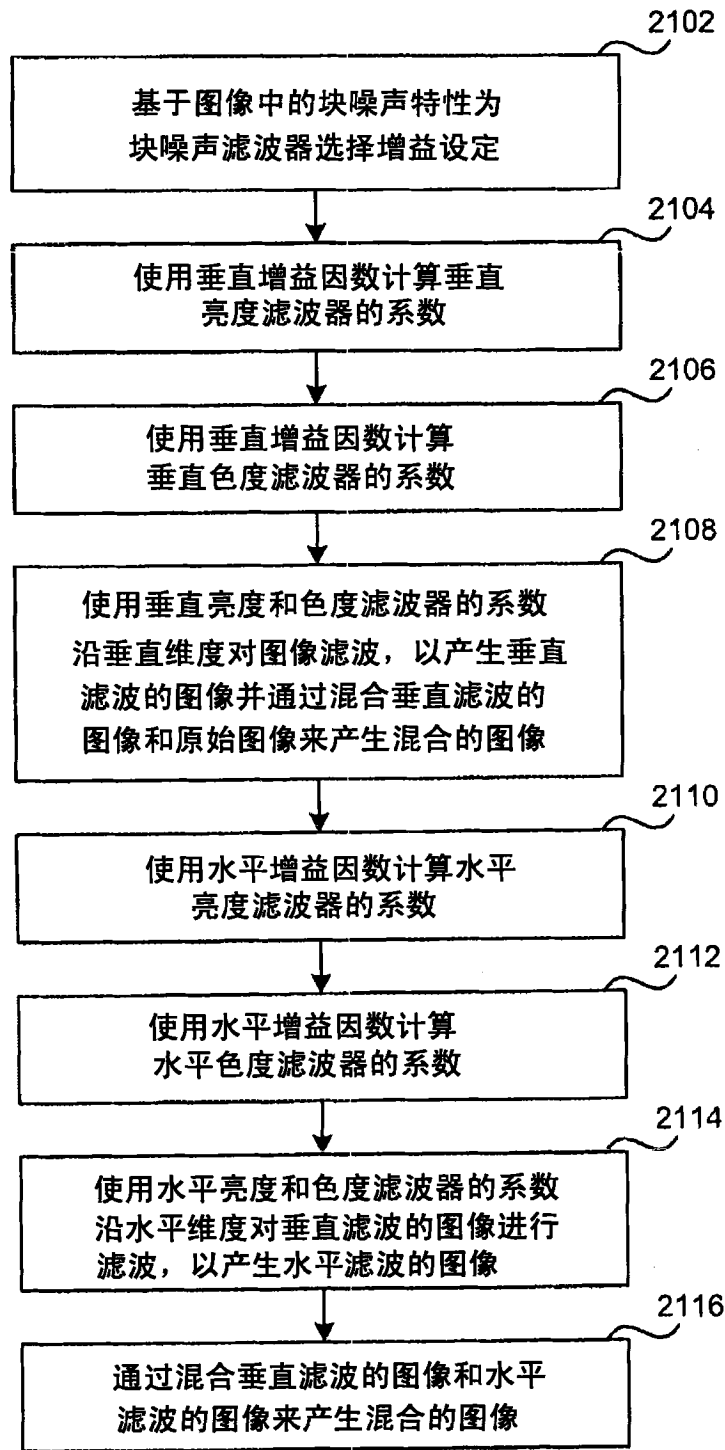 2102
基于图像中的块噪声特性为
块噪声滤波器选择增益设定
2104
使用垂直增益因数计算垂直
亮度滤波器的系数
2106
使用垂直增益因数计算
垂直色度滤波器的系数
2108
使用垂直亮度和色度滤波器的系数
沿垂直维度对图像滤波，以产生垂直
滤波的图像并通过混合垂直滤波的
图像和原始图像来产生混合的图像
2110
使用水平增益因数计算水平
亮度滤波器的系数
2112
使用水平增益因数计算
水平色度滤波器的系数
2114
使用水平亮度和色度滤波器的系数
沿水平维度对垂直滤波的图像进行
滤波，以产生水平滤波的图像
2116
通过混合垂直滤波的图像和水平
滤波的图像来产生混合的图像